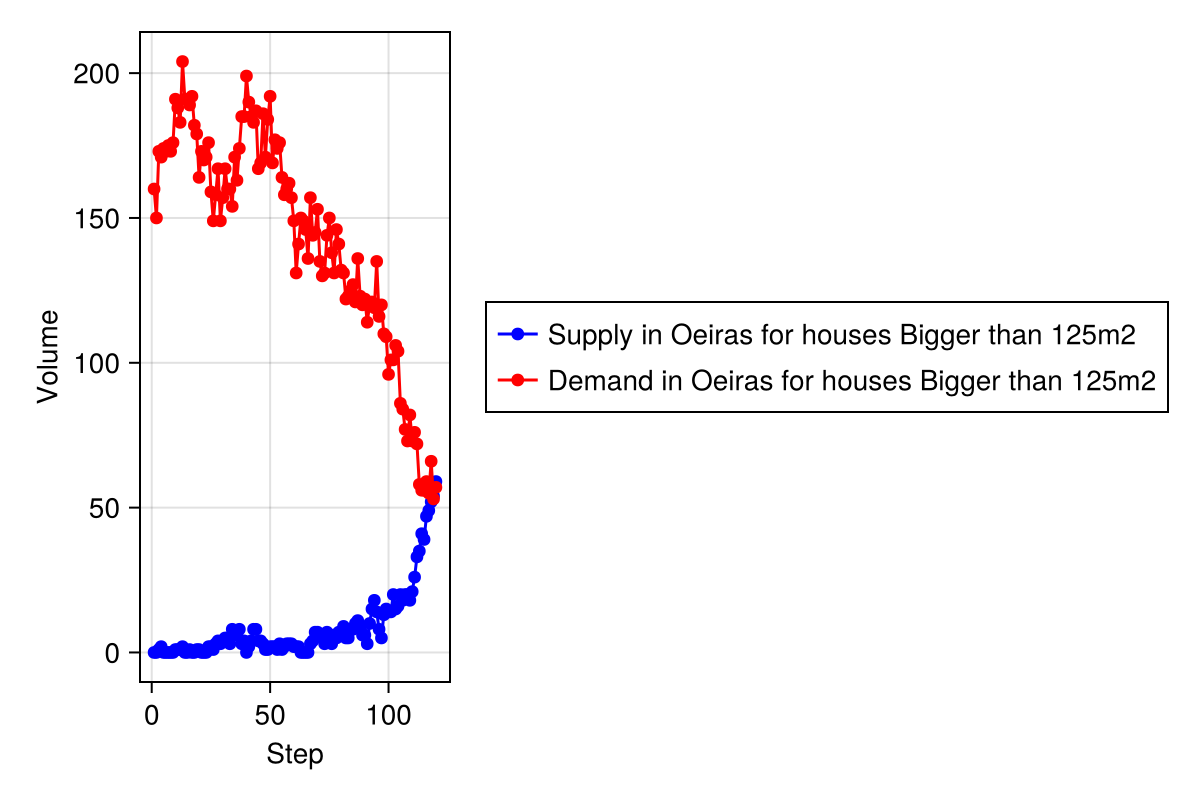 200
150
100
50
0
Volume
0 50 100
Step
Supply in Oeiras for houses Bigger than 125m2
Demand in Oeiras for houses Bigger than 125m2